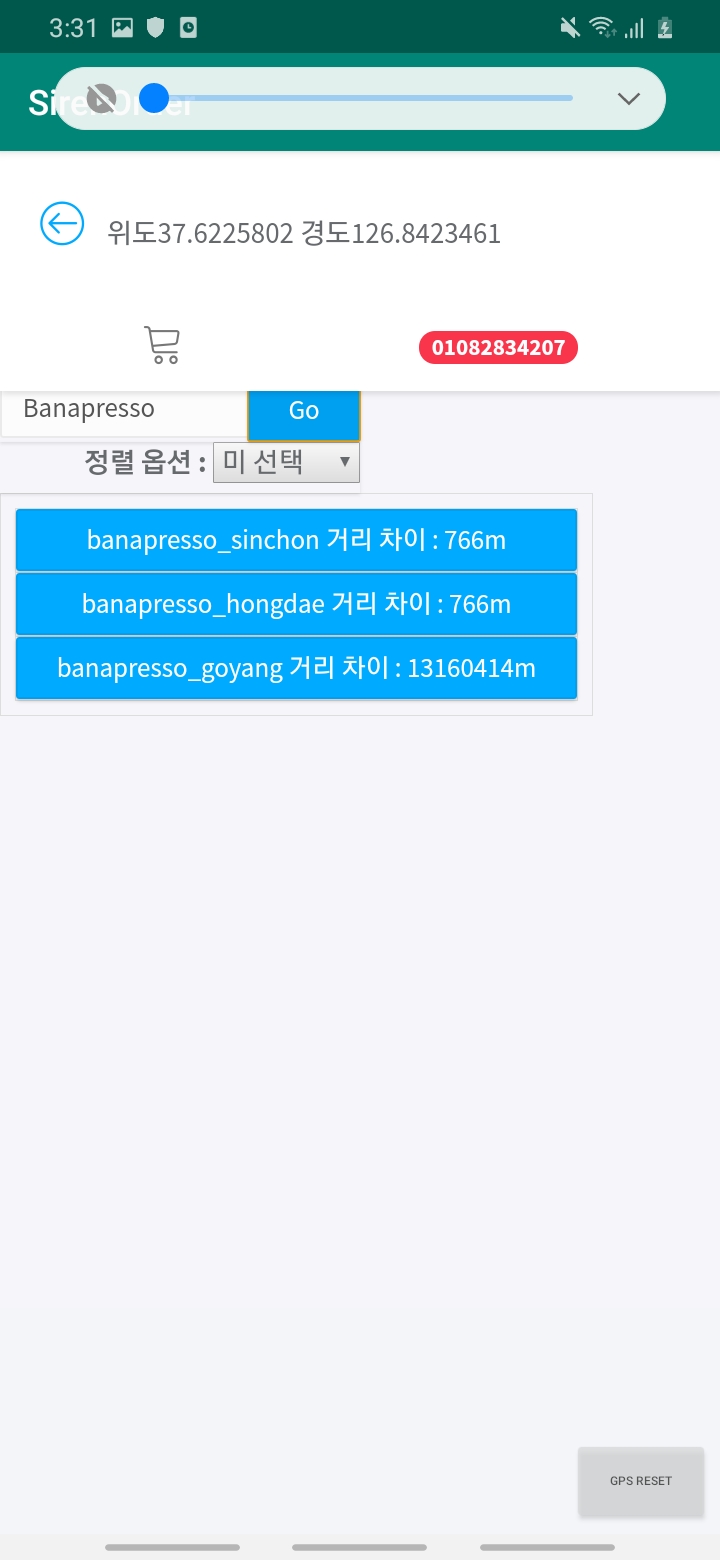 3:31
위도37.6225802 경도126.8423461
01082834207
Banapresso
Go
정렬 옵션 : 미 선택
banapresso_sinchon 거리 차이 : 766m
banapresso_hongdae 거리 차이 : 766m
banapresso_goyang 거리 차이 : 13160414m
GPS RESET